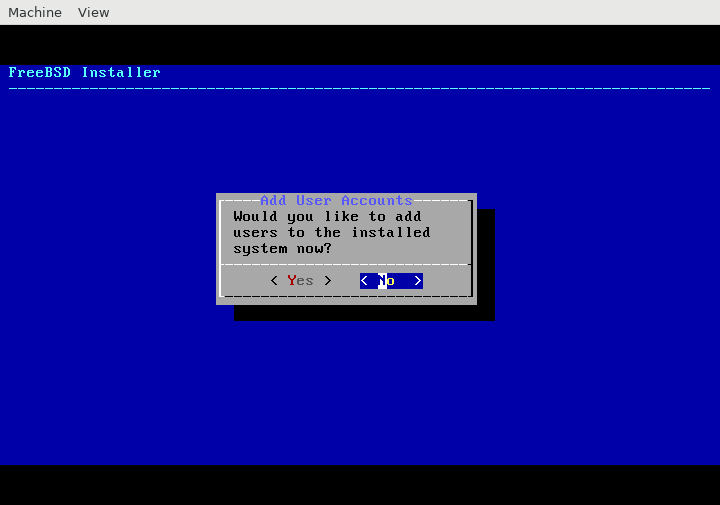 Machine View
FreeBSD Installer
Add User Accounts
Would you like to add
users to the installed
system now?
< Yes > < No >